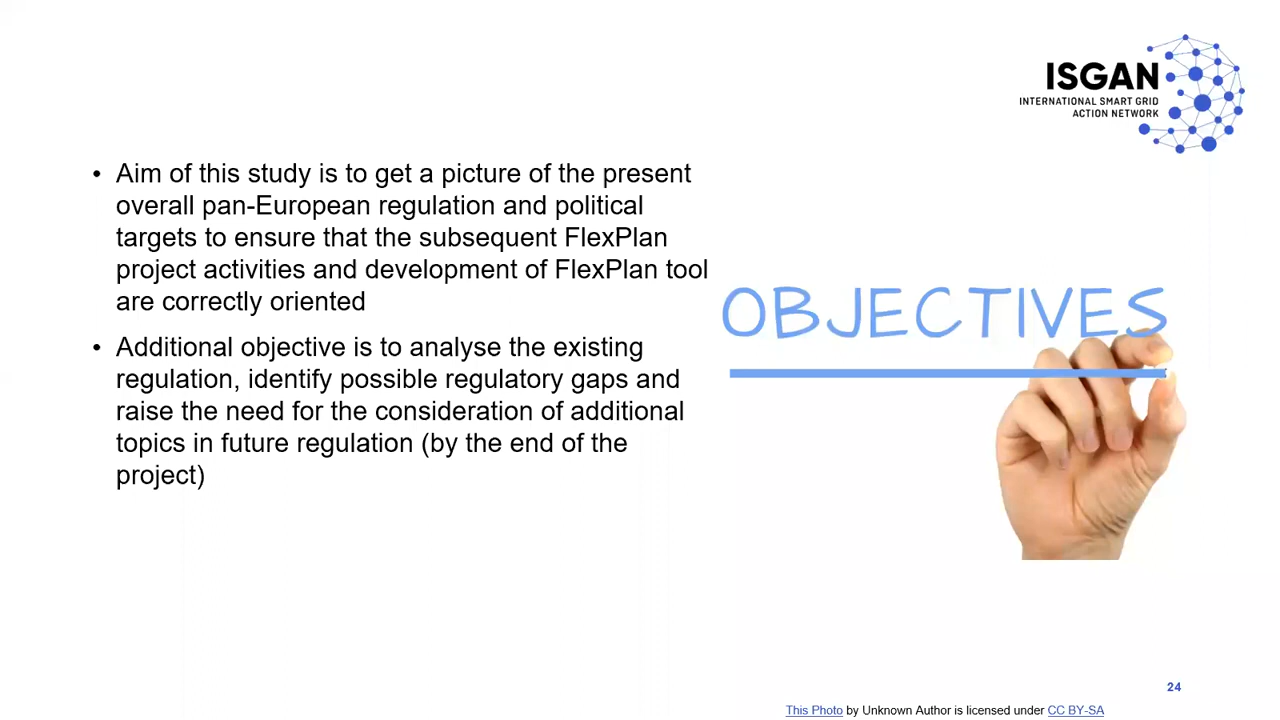 ISGAN
INTERNATIONAL SMART GRID
ACTION NETWORK
• Aim of this study is to get a picture of the present
overall pan-European regulation and political
targets to ensure that the subsequent FlexPlan
project activities and development of FlexPlan tool
are correctly oriented
• Additional objective is to analyse the existing
regulation, identify possible regulatory gaps and
raise the need for the consideration of additional
topics in future regulation (by the end of the
project)
OBJECTIVES
24
This Photo by Unknown Author is licensed under CC BY-SA